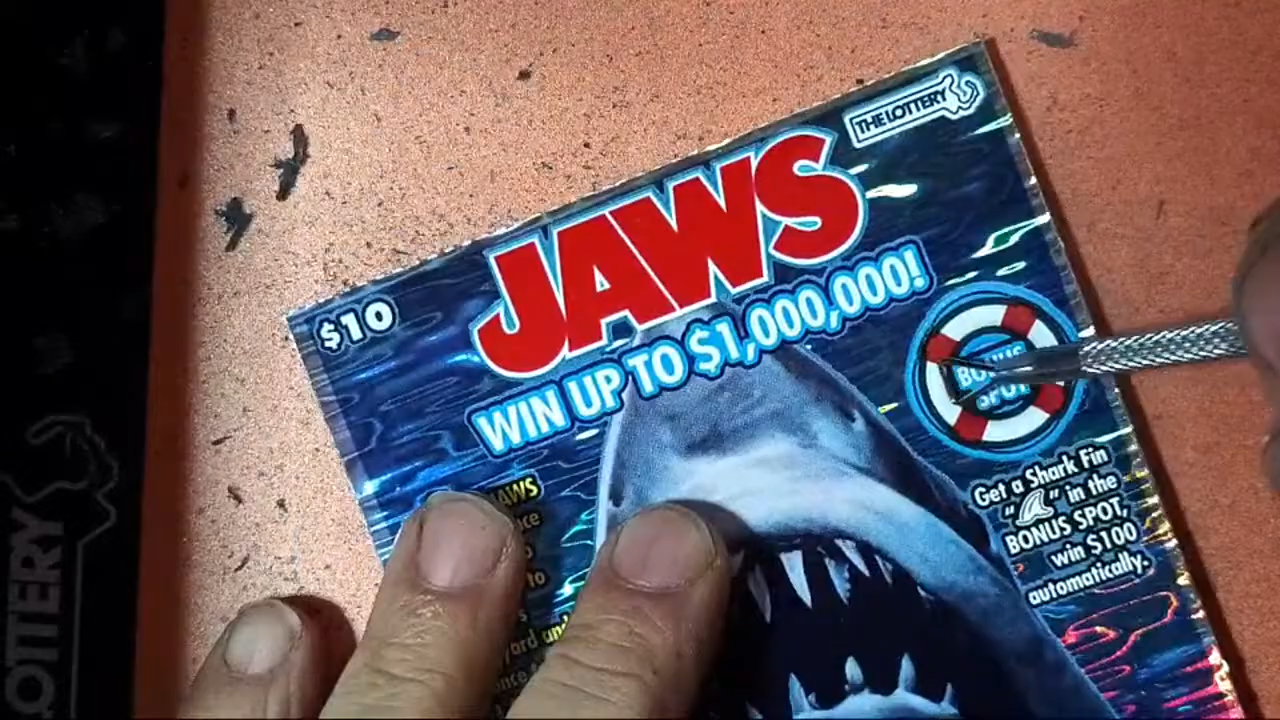 THE LOTTERY
JAWS
$10
WIN UP TO $1,000,000!
BONUS
SPOT
Get a Shark Fin
" " in the
BONUS SPOT,
win $100
automatically.
JAWS
to
LOTTERY